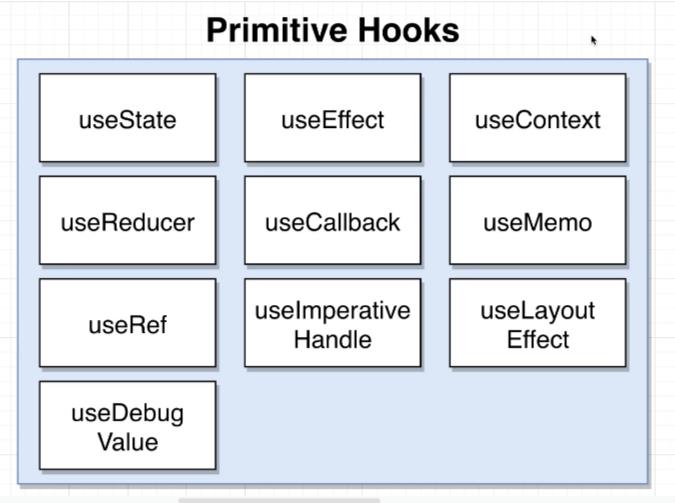 Primitive Hooks
useState
useEffect
useContext
useReducer
useCallback
useMemo
useRef
useImperative
Handle
useLayout
Effect
useDebug
Value